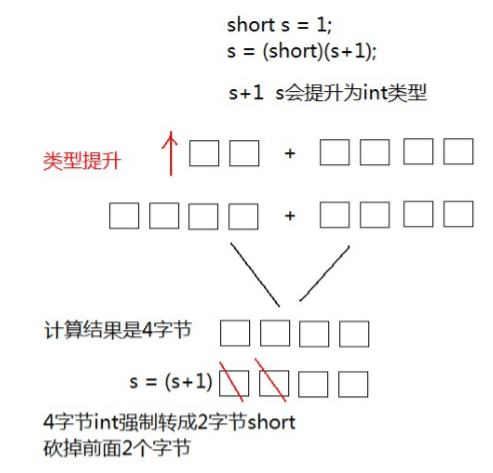 short s = 1;
s = (short)(s+1);
s+1 s会提升为int类型
类型提升
+
+
计算结果是4字节
s = (s+1)
4字节int强制转成2字节short
砍掉前面2个字节